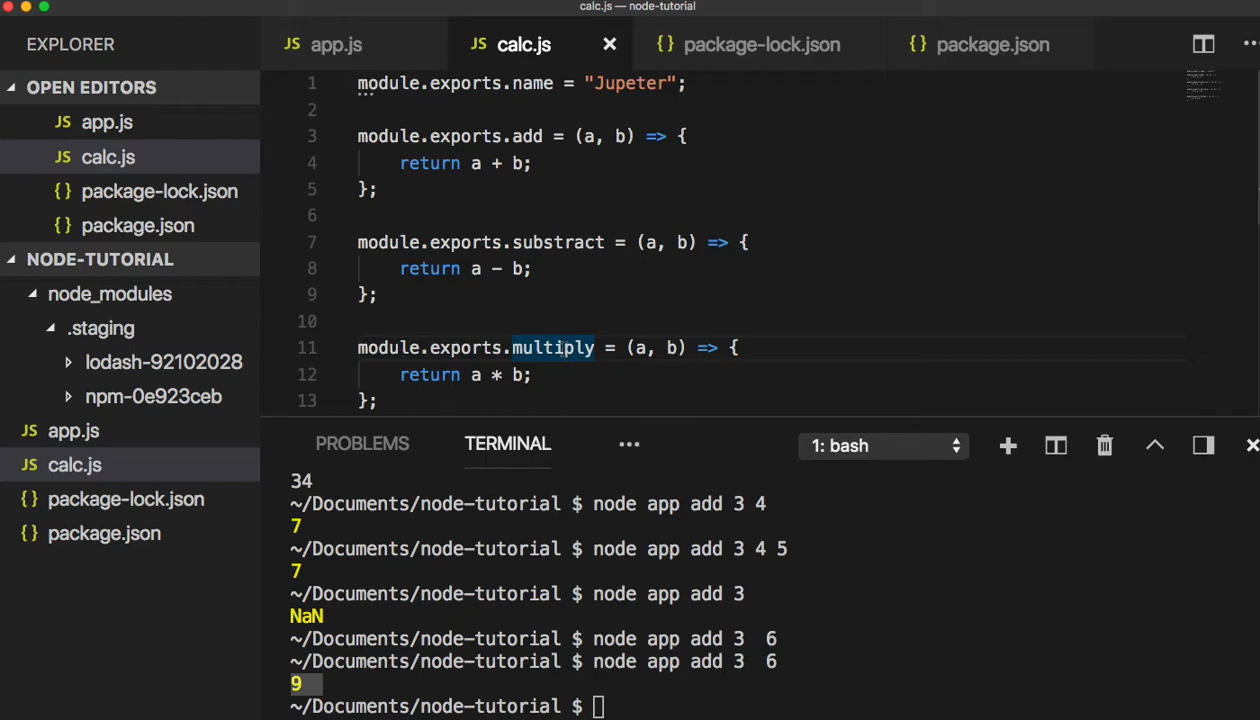 calc.js — node-tutorial
EXPLORER
JS app.js
JS calc.js
{} package-lock.json
{} package.json
OPEN EDITORS
JS app.js
JS calc.js
{} package-lock.json
{} package.json
NODE-TUTORIAL
node_modules
.staging
lodash-92102028
npm-0e923ceb
JS app.js
JS calc.js
{} package-lock.json
{} package.json
1 module.exports.name = "Jupeter";
2
3 module.exports.add = (a, b) => {
4 return a + b;
5 };
6
7 module.exports.substract = (a, b) => {
8 return a - b;
9 };
10
11 module.exports.multiply = (a, b) => {
12 return a * b;
13 };
PROBLEMS TERMINAL ... 1: bash
34
~/Documents/node-tutorial $ node app add 3 4
7
~/Documents/node-tutorial $ node app add 3 4 5
7
~/Documents/node-tutorial $ node app add 3
NaN
~/Documents/node-tutorial $ node app add 3  6
~/Documents/node-tutorial $ node app add 3  6
9
~/Documents/node-tutorial $